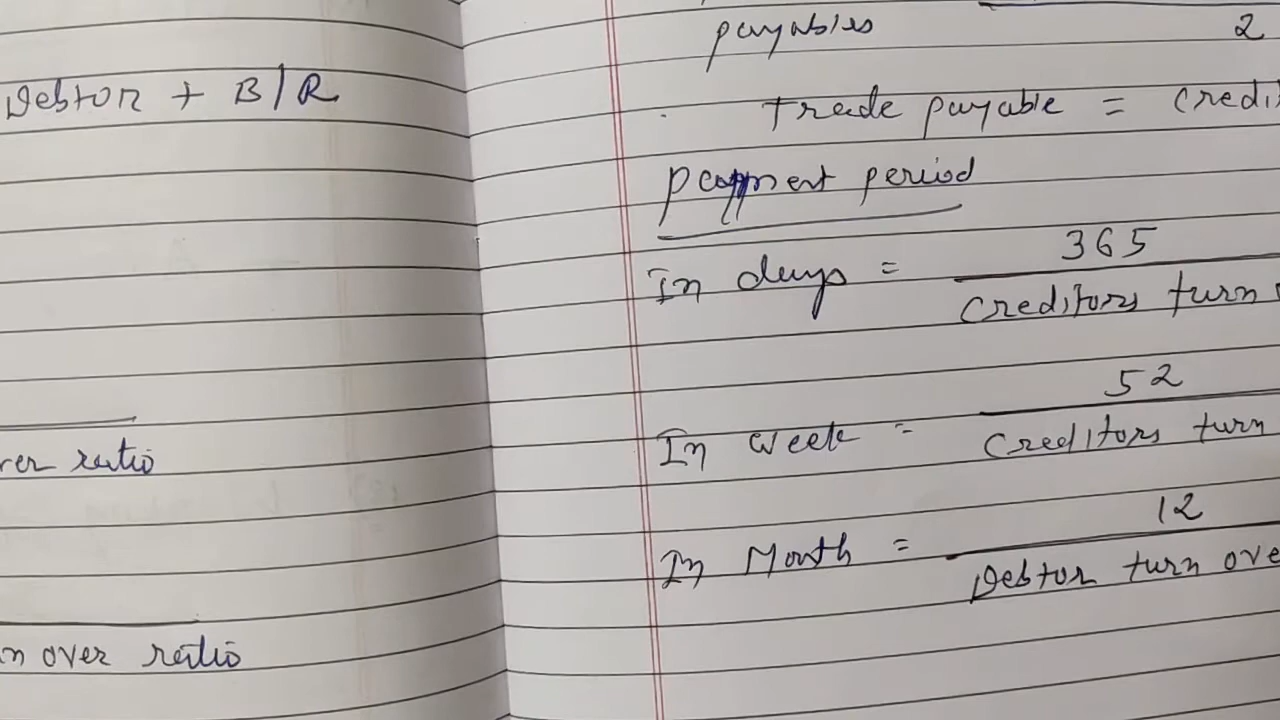 Debtor + B/R
ver ratio
n over ratio
payables
2
Trade payable = credi
Payment period
In days = 365
Creditors turn
In Week = 52
Creditors turn
In Month = 12
Debtor turn ove